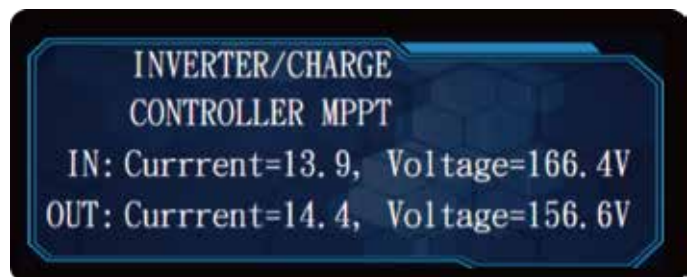 INVERTER/CHARGE
CONTROLLER MPPT
IN: Currrent=13.9, Voltage=166.4V
OUT: Currrent=14.4, Voltage=156.6V